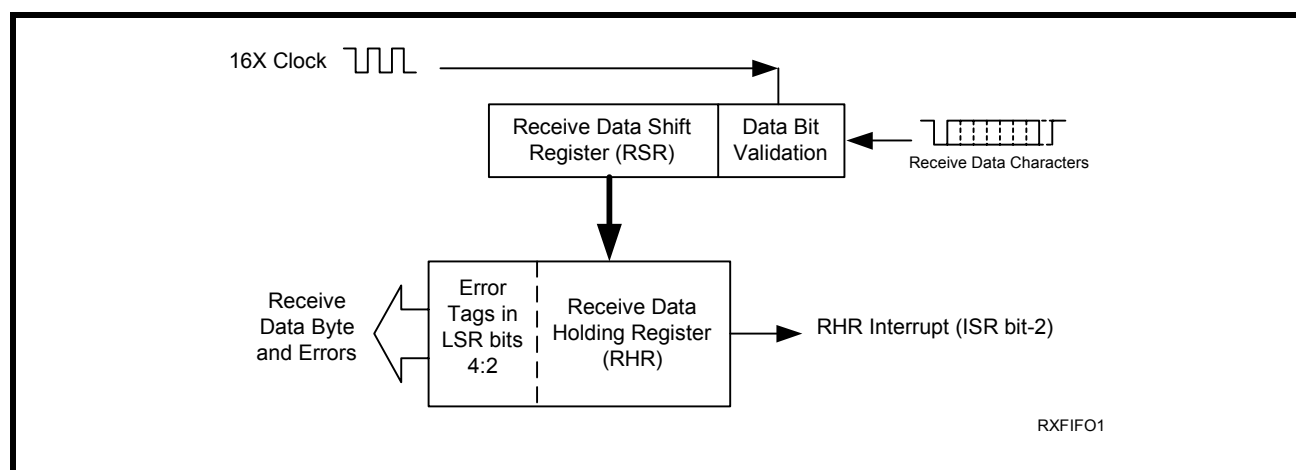 16X Clock
Receive Data Shift
Register (RSR)
Data Bit
Validation
Receive Data Characters
Receive
Data Byte
and Errors
Error
Tags in
LSR bits
4:2
Receive Data
Holding Register
(RHR)
RHR Interrupt (ISR bit-2)
RXFIFO1